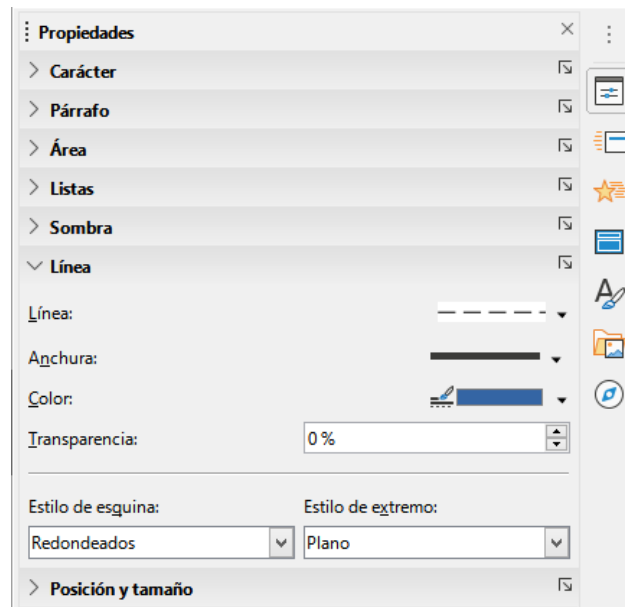 Propiedades
Carácter
Párrafo
Área
Listas
Sombra
Línea
Línea:
Anchura:
Color:
Transparencia: 0 %
Estilo de esquina: Estilo de extremo:
Redondeados Plano
Posición y tamaño